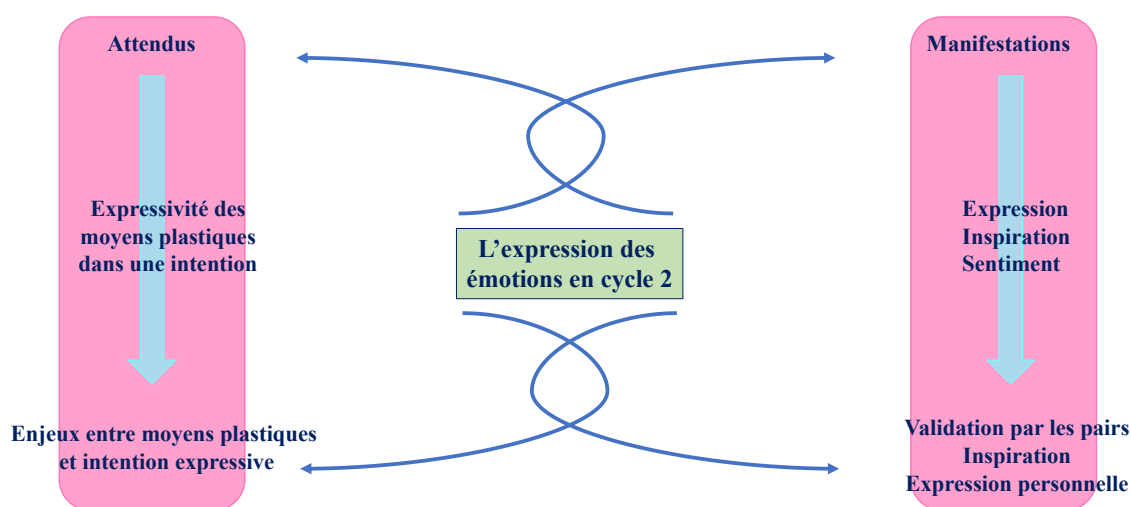 Attendus
Manifestations
Expressivité des
moyens plastiques
dans une intention
Expression
Inspiration
Sentiment
L’expression des
émotions en cycle 2
Enjeux entre moyens plastiques
et intention expressive
Validation par les pairs
Inspiration
Expression personnelle